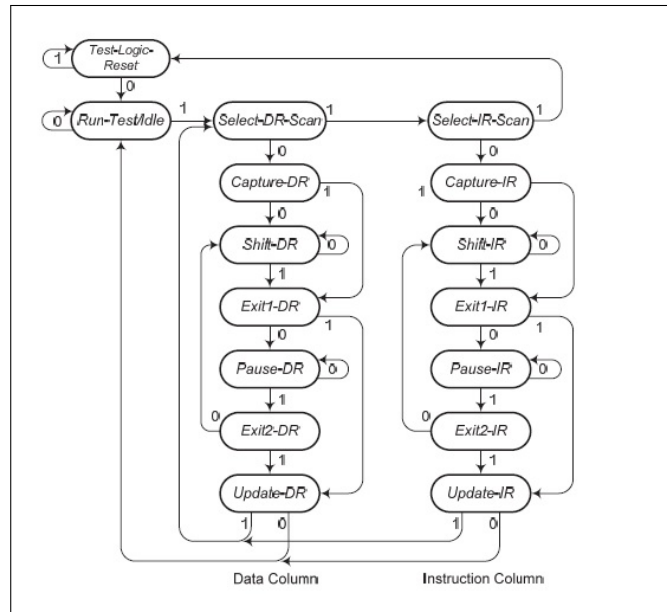 Test-Logic-
Reset
1
0
Run-Test/Idle
0
1
Select-DR-Scan
1
Select-IR-Scan
1
0
0
Capture-DR
1
1
Capture-IR
0
0
Shift-DR
0
Shift-IR
0
1
1
Exit1-DR
1
Exit1-IR
1
0
0
Pause-DR
0
Pause-IR
0
1
1
0
Exit2-DR
0
Exit2-IR
1
1
Update-DR
Update-IR
1 0
1 0
Data Column
Instruction Column